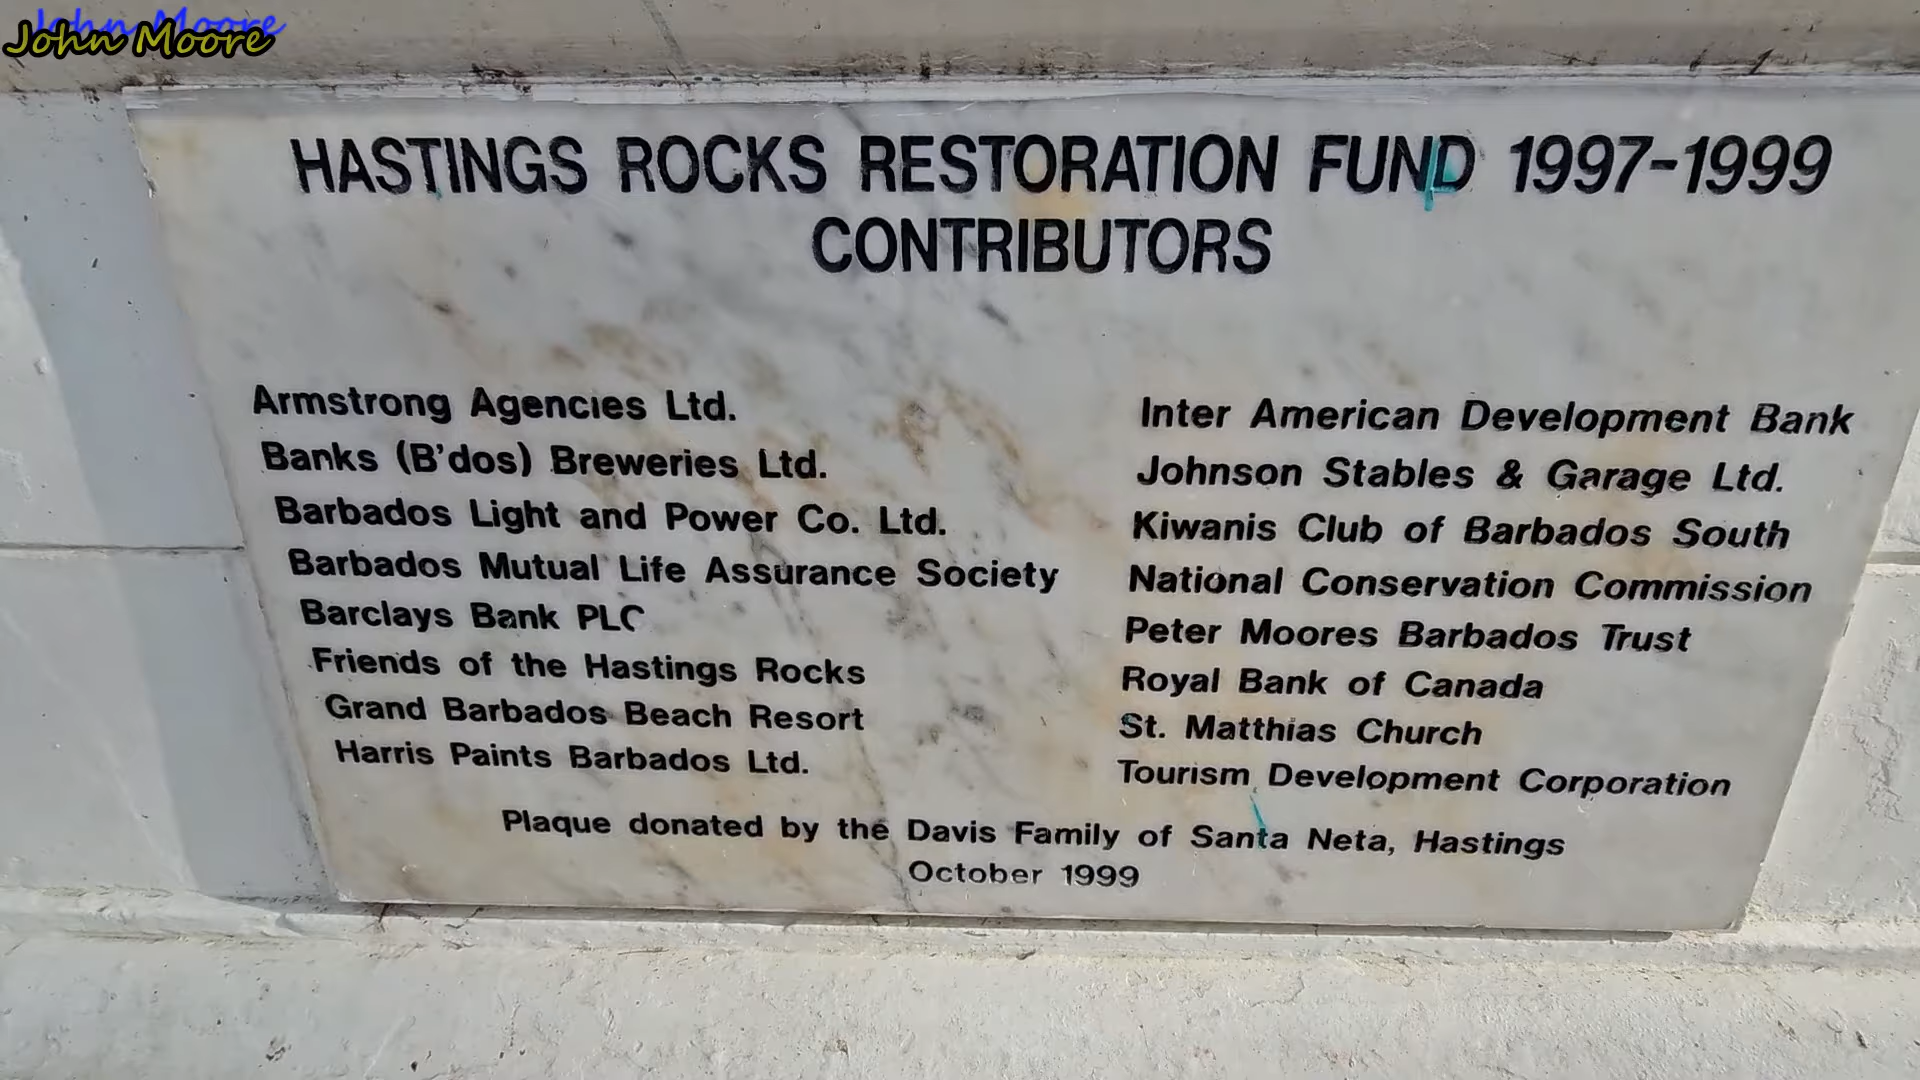 John Moore
HASTINGS ROCKS RESTORATION FUND 1997-1999
CONTRIBUTORS
Armstrong Agencies Ltd.
Banks (B'dos) Breweries Ltd.
Barbados Light and Power Co. Ltd.
Barbados Mutual Life Assurance Society
Barclays Bank PLC
Friends of the Hastings Rocks
Grand Barbados Beach Resort
Harris Paints Barbados Ltd.
Inter American Development Bank
Johnson Stables & Garage Ltd.
Kiwanis Club of Barbados South
National Conservation Commission
Peter Moores Barbados Trust
Royal Bank of Canada
St. Matthias Church
Tourism Development Corporation
Plaque donated by the Davis Family of Santa Neta, Hastings
October 1999